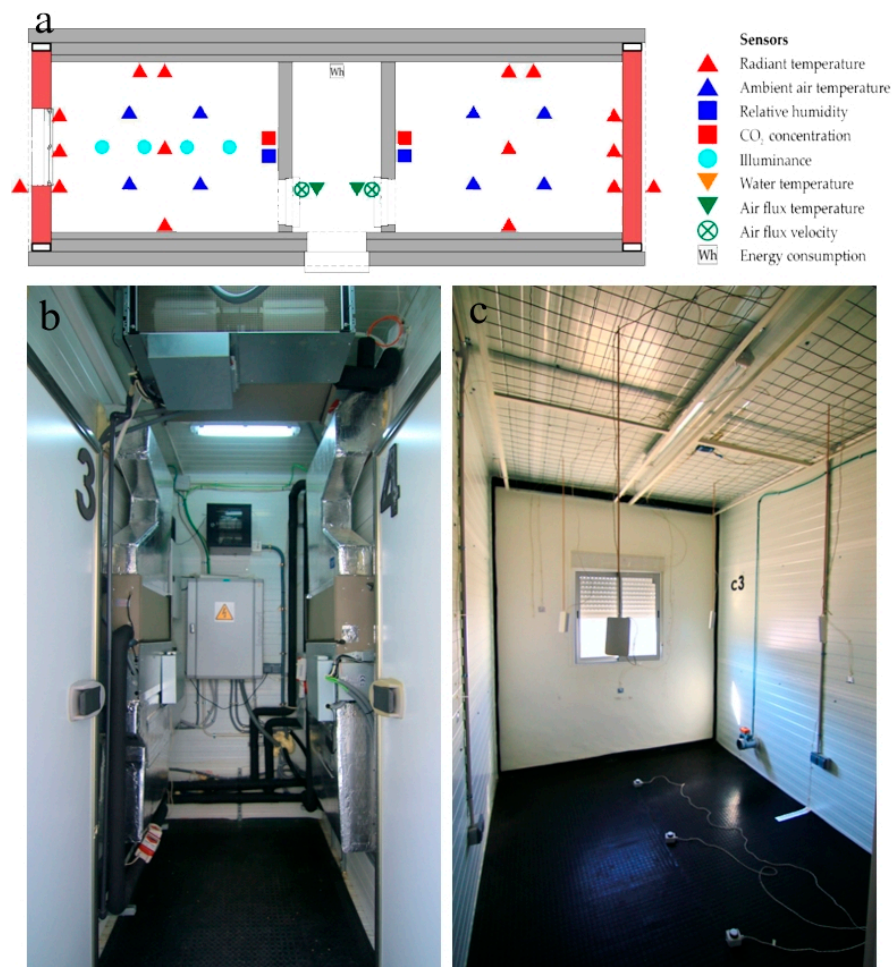 a
Wh
Sensors
Radiant temperature
Ambient air temperature
Relative humidity
CO₂ concentration
Illuminance
Water temperature
Air flux temperature
Air flux velocity
Wh Energy consumption
b
3
4
c
c3